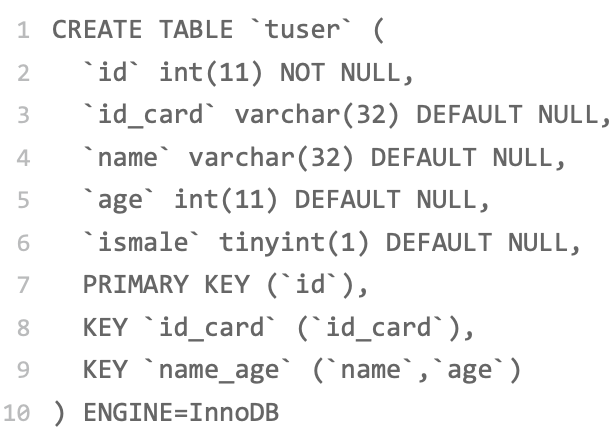 1 CREATE TABLE `tuser` (
2   `id` int(11) NOT NULL,
3   `id_card` varchar(32) DEFAULT NULL,
4   `name` varchar(32) DEFAULT NULL,
5   `age` int(11) DEFAULT NULL,
6   `ismale` tinyint(1) DEFAULT NULL,
7   PRIMARY KEY (`id`),
8   KEY `id_card` (`id_card`),
9   KEY `name_age` (`name`,`age`)
10 ) ENGINE=InnoDB